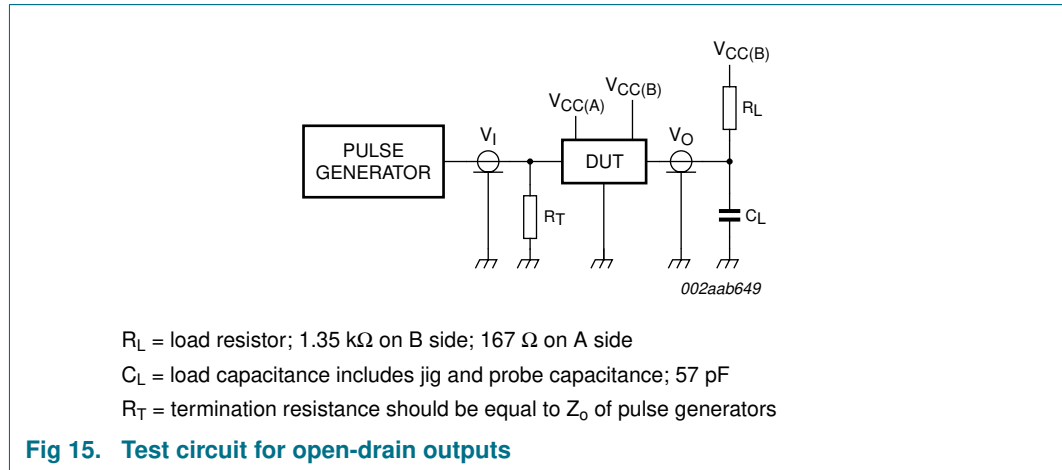 VCC(B)
VCC(B)
RL
VCC(A)
VI
VO
PULSE
GENERATOR
DUT
RT
CL
002aab649
RL = load resistor; 1.35 kΩ on B side; 167 Ω on A side
CL = load capacitance includes jig and probe capacitance; 57 pF
RT = termination resistance should be equal to Zo of pulse generators
Fig 15. Test circuit for open-drain outputs